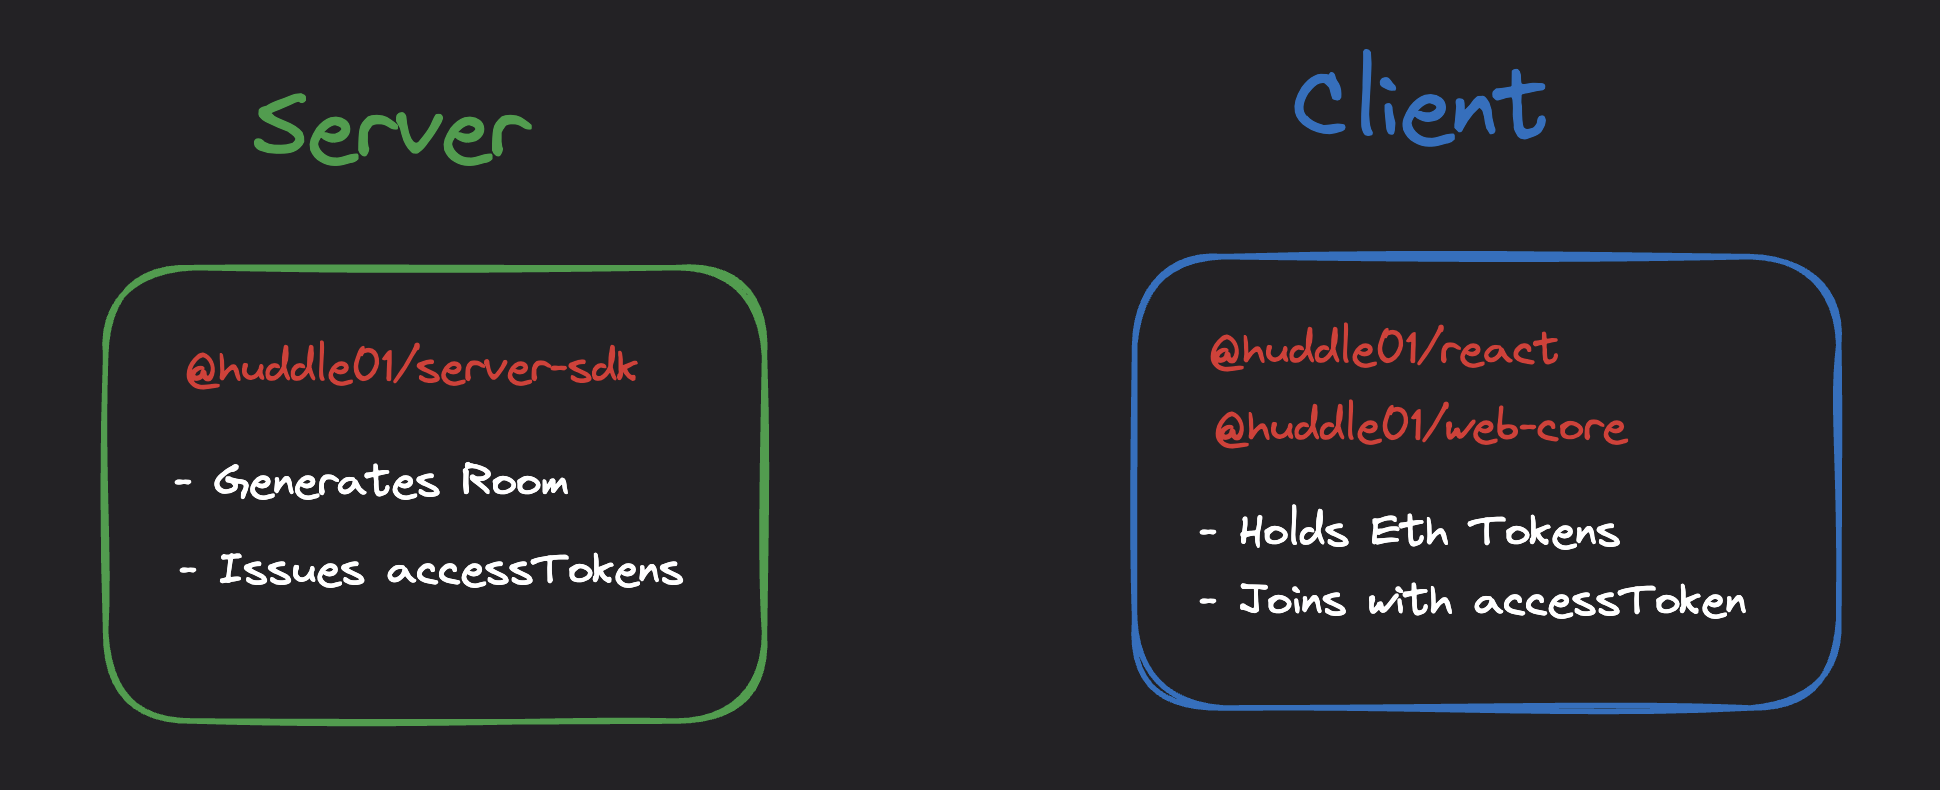 Server
@huddle01/server-sdk
- Generates Room
- Issues accessTokens
Client
@huddle01/react
@huddle01/web-core
- Holds Eth Tokens
- Joins with accessToken